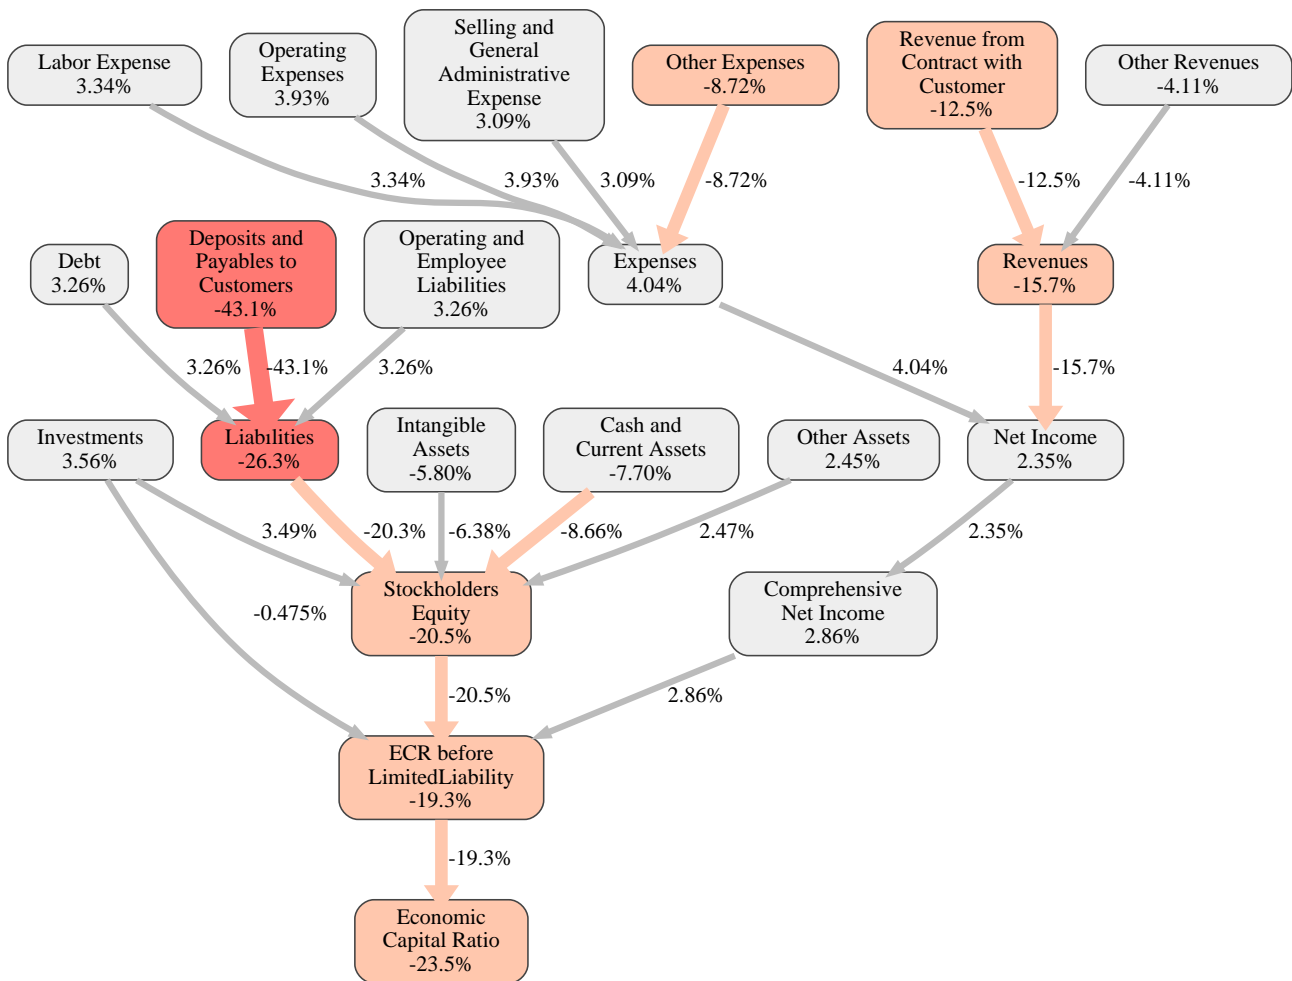 Labor Expense
3.34%
Operating
Expenses
3.93%
Selling and
General
Administrative
Expense
3.09%
Other Expenses
-8.72%
Revenue from
Contract with
Customer
-12.5%
Other Revenues
-4.11%
3.34%
3.93%
3.09%
-8.72%
-12.5%
-4.11%
Debt
3.26%
Deposits and
Payables to
Customers
-43.1%
Operating and
Employee
Liabilities
3.26%
Expenses
4.04%
Revenues
-15.7%
3.26%
-43.1%
3.26%
4.04%
-15.7%
Investments
3.56%
Liabilities
-26.3%
Intangible
Assets
-5.80%
Cash and
Current Assets
-7.70%
Other Assets
2.45%
Net Income
2.35%
3.49%
-20.3%
-6.38%
-8.66%
2.47%
2.35%
Stockholders
Equity
-20.5%
Comprehensive
Net Income
2.86%
-0.475%
-20.5%
2.86%
ECR before
LimitedLiability
-19.3%
-19.3%
Economic
Capital Ratio
-23.5%